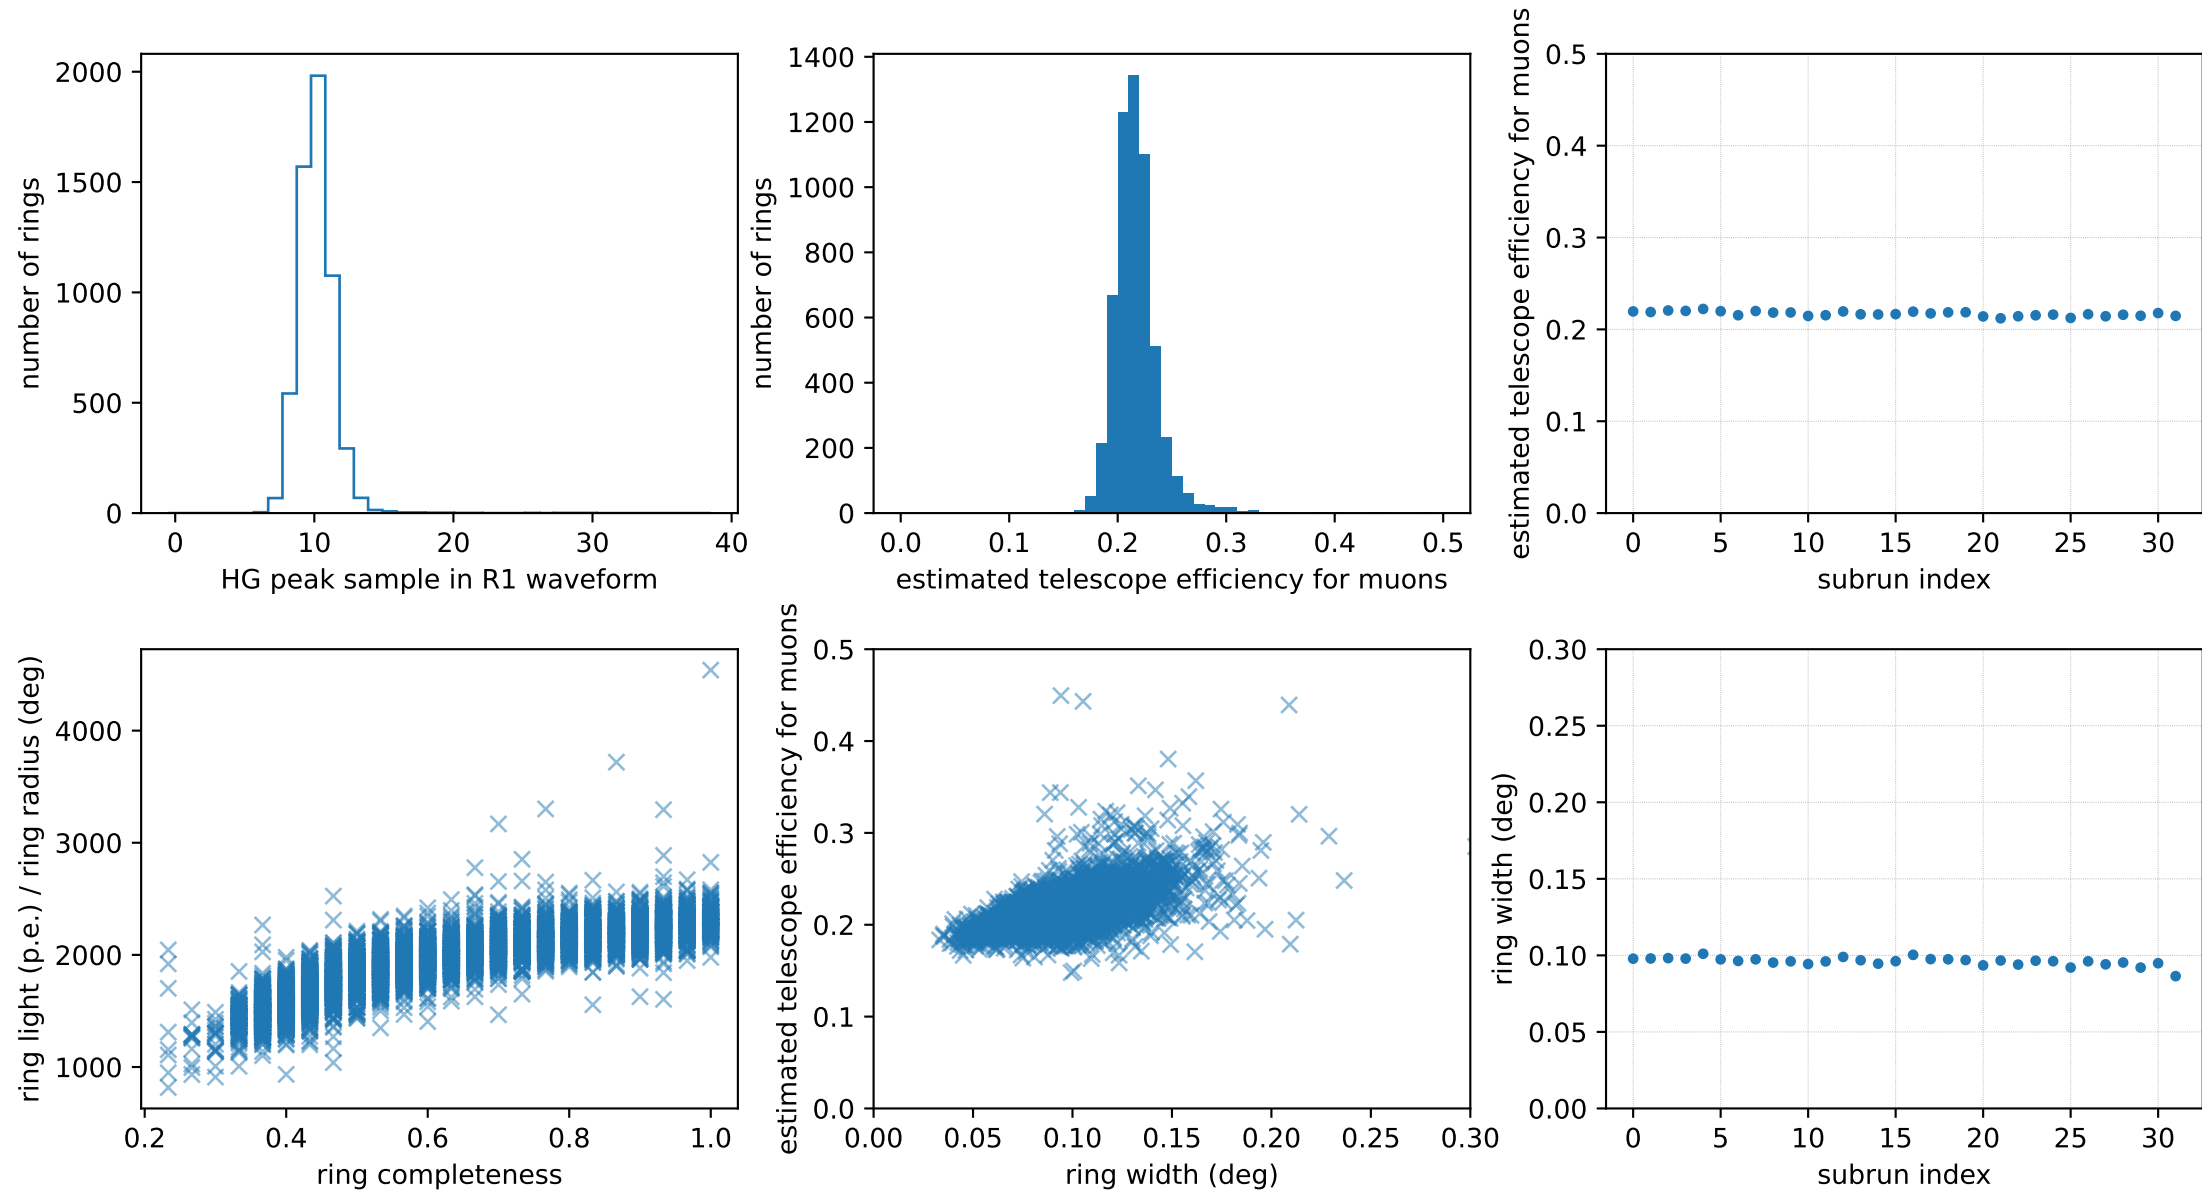 number of rings
2000
1500
1000
500
0
0 10 20 30 40
HG peak sample in R1 waveform
number of rings
1400
1200
1000
800
600
400
200
0
0.0 0.1 0.2 0.3 0.4 0.5
estimated telescope efficiency for muons
estimated telescope efficiency for muons
0.5
0.4
0.3
0.2
0.1
0.0
0 5 10 15 20 25 30
subrun index
ring light (p.e.) / ring radius (deg)
4000
3000
2000
1000
0.2 0.4 0.6 0.8 1.0
ring completeness
estimated telescope efficiency for muons
0.5
0.4
0.3
0.2
0.1
0.0
0.00 0.05 0.10 0.15 0.20 0.25 0.30
ring width (deg)
ring width (deg)
0.30
0.25
0.20
0.15
0.10
0.05
0.00
0 5 10 15 20 25 30
subrun index